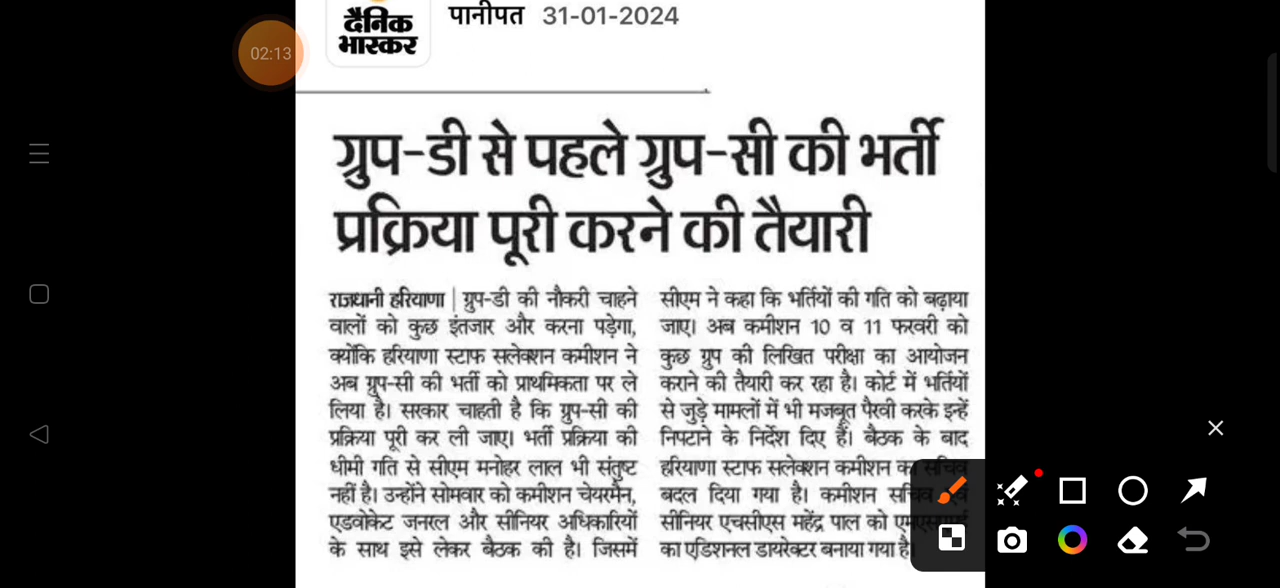 दैनिक
भास्कर
पानीपत 31-01-2024
02:13
ग्रुप-डी से पहले ग्रुप-सी की भर्ती
प्रक्रिया पूरी करने की तैयारी
राजधानी हरियाणा | ग्रुप-डी की नौकरी चाहने
वालों को कुछ इंतजार और करना पड़ेगा,
क्योंकि हरियाणा स्टाफ सलेक्शन कमीशन ने
अब ग्रुप-सी की भर्ती को प्राथमिकता पर ले
लिया है। सरकार चाहती है कि ग्रुप-सी की
प्रक्रिया पूरी कर ली जाए। भर्ती प्रक्रिया की
धीमी गति से सीएम मनोहर लाल भी संतुष्ट
नहीं है। उन्होंने सोमवार को कमीशन चेयरमैन,
एडवोकेट जनरल और सीनियर अधिकारियों
के साथ इसे लेकर बैठक की है। जिसमें
सीएम ने कहा कि भर्तियों की गति को बढ़ाया
जाए। अब कमीशन 10 व 11 फरवरी को
कुछ ग्रुप की लिखित परीक्षा का आयोजन
कराने की तैयारी कर रहा है। कोर्ट में भर्तियों
से जुड़े मामलों में भी मजबूत पैरवी करके इन्हें
निपटाने के निर्देश दिए हैं। बैठक के बाद
हरियाणा स्टाफ सलेक्शन कमीशन का सचिव
बदल दिया गया है। कमीशन सचिव एवं
सीनियर एचसीएस महेंद्र पाल को
का एडिशनल डायरेक्टर बनाया गया है।